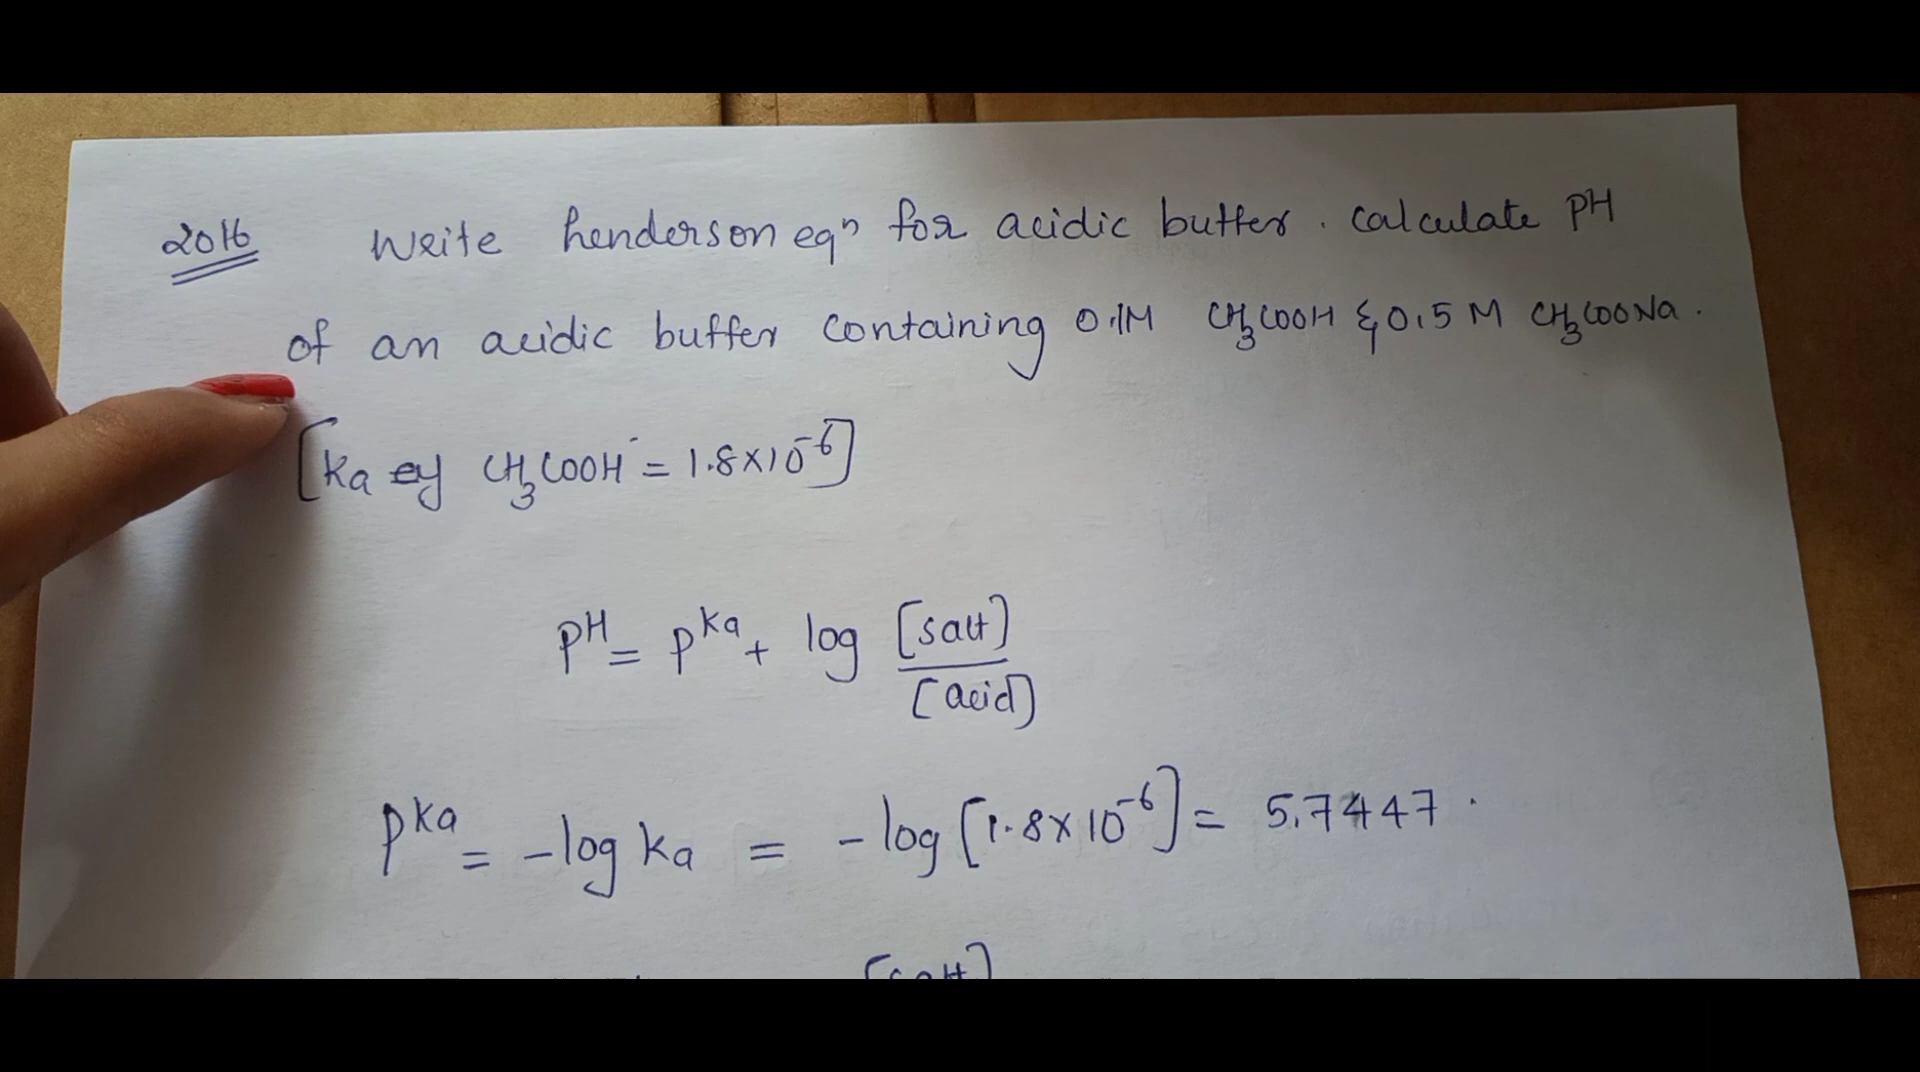 2016 Write henderson eqⁿ for acidic buffer. Calculate PH
of an acidic buffer containing 0.1M CH₃COOH & 0.5 M CH₃COONa.
[Ka of CH₃COOH = 1.8×10⁻⁶]
PH = pKa + log [salt]
[acid]
pKa = -log Ka = -log [1.8×10⁻⁶] = 5.7447.
[salt]